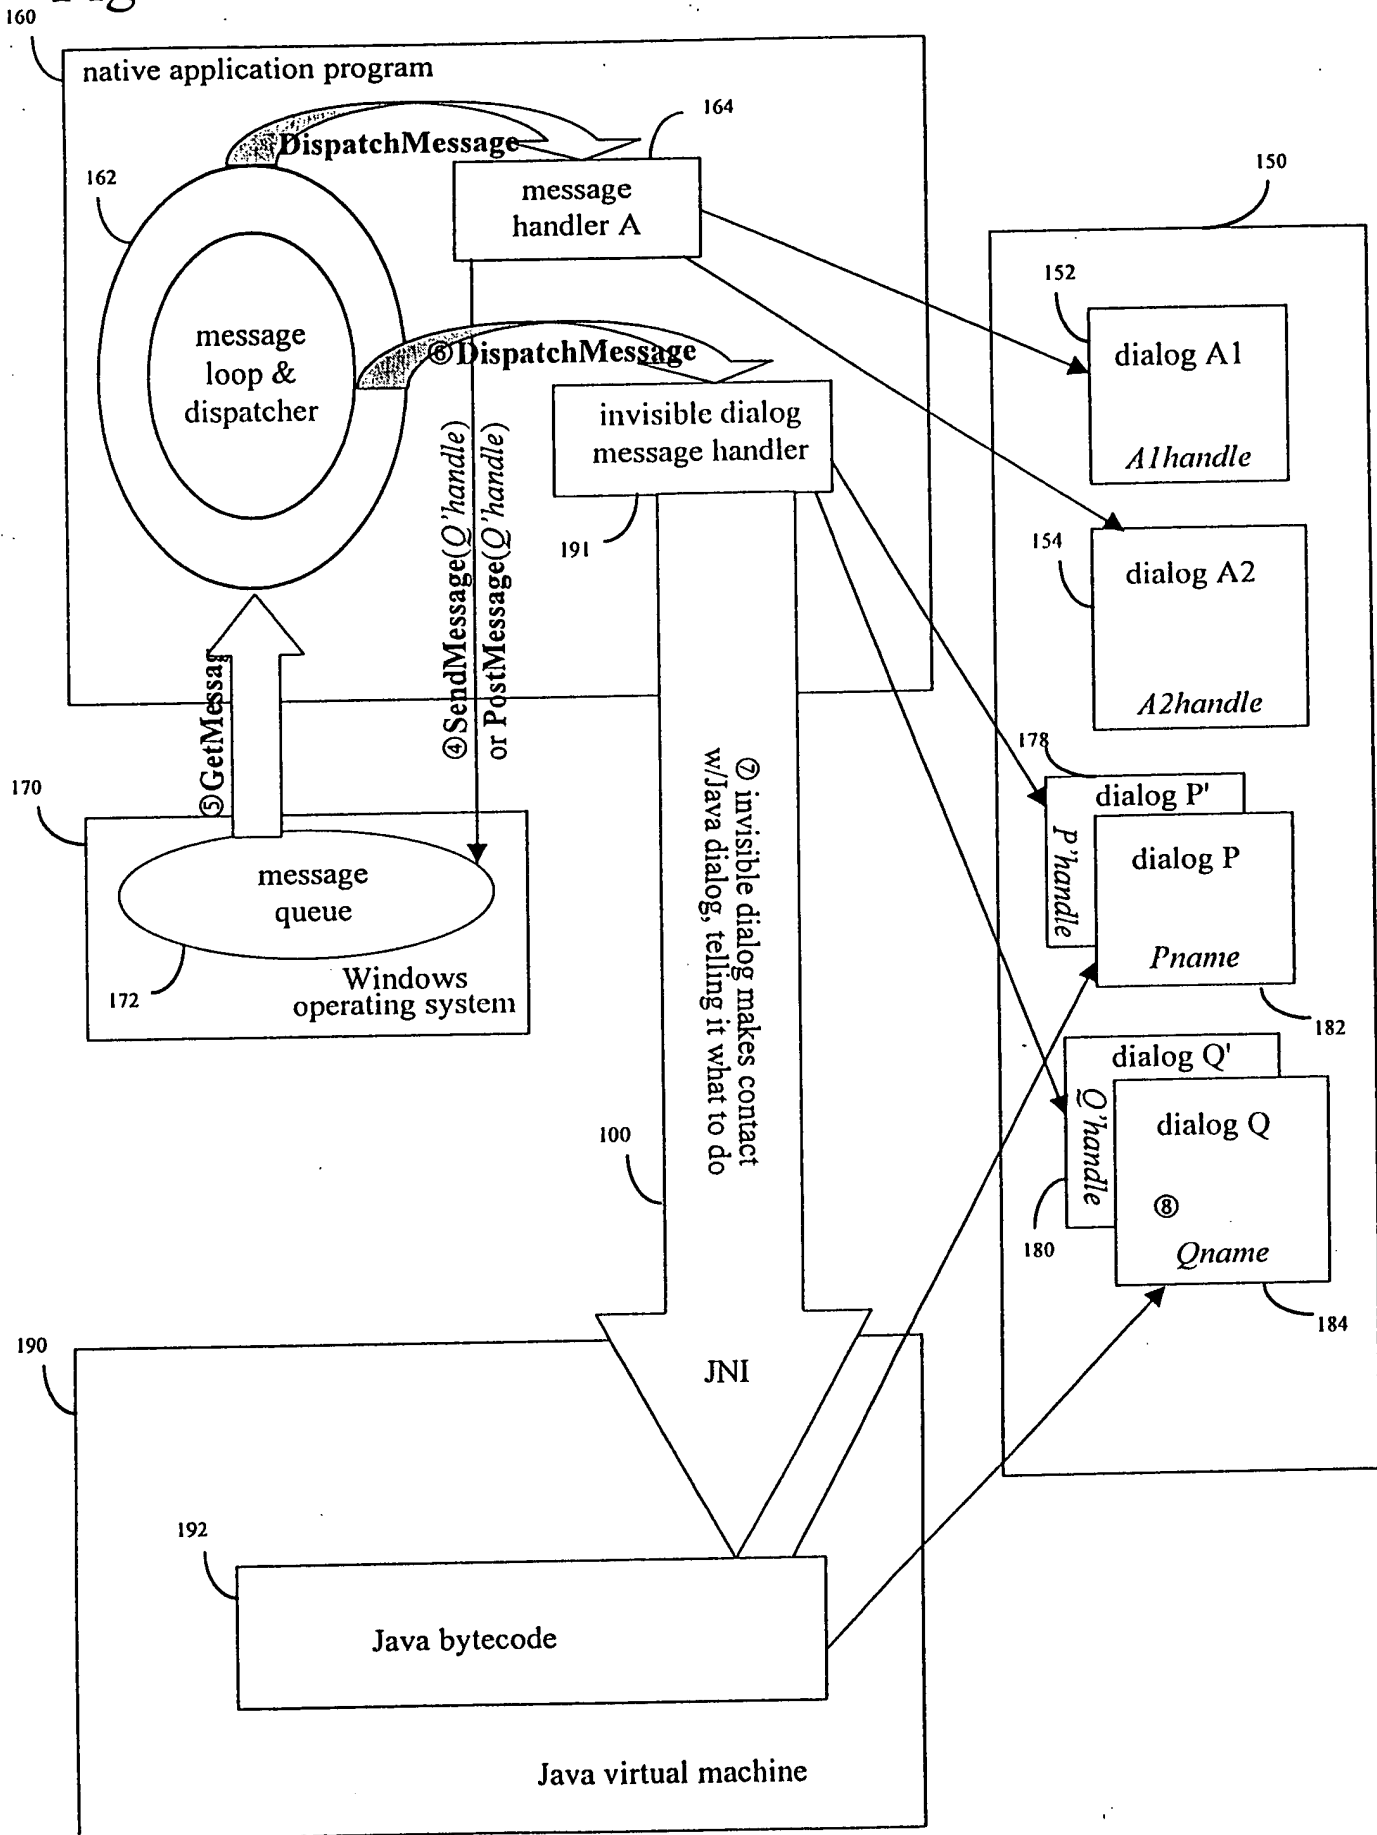 160
native application program
DispatchMessage
164
message
handler A
162
message
loop &
dispatcher
⑥DispatchMessage
invisible dialog
message handler
191
④SendMessage(Q'handle)
or PostMessage(Q'handle)
⑤GetMessag
170
message
queue
172
Windows
operating system
⑦ invisible dialog makes contact
w/Java dialog, telling it what to do
100
JNI
190
192
Java bytecode
Java virtual machine
150
152
dialog A1
A1handle
154
dialog A2
A2handle
178
dialog P'
P'handle
dialog P
Pname
182
dialog Q'
Q'handle
dialog Q
⑧
Qname
180
184